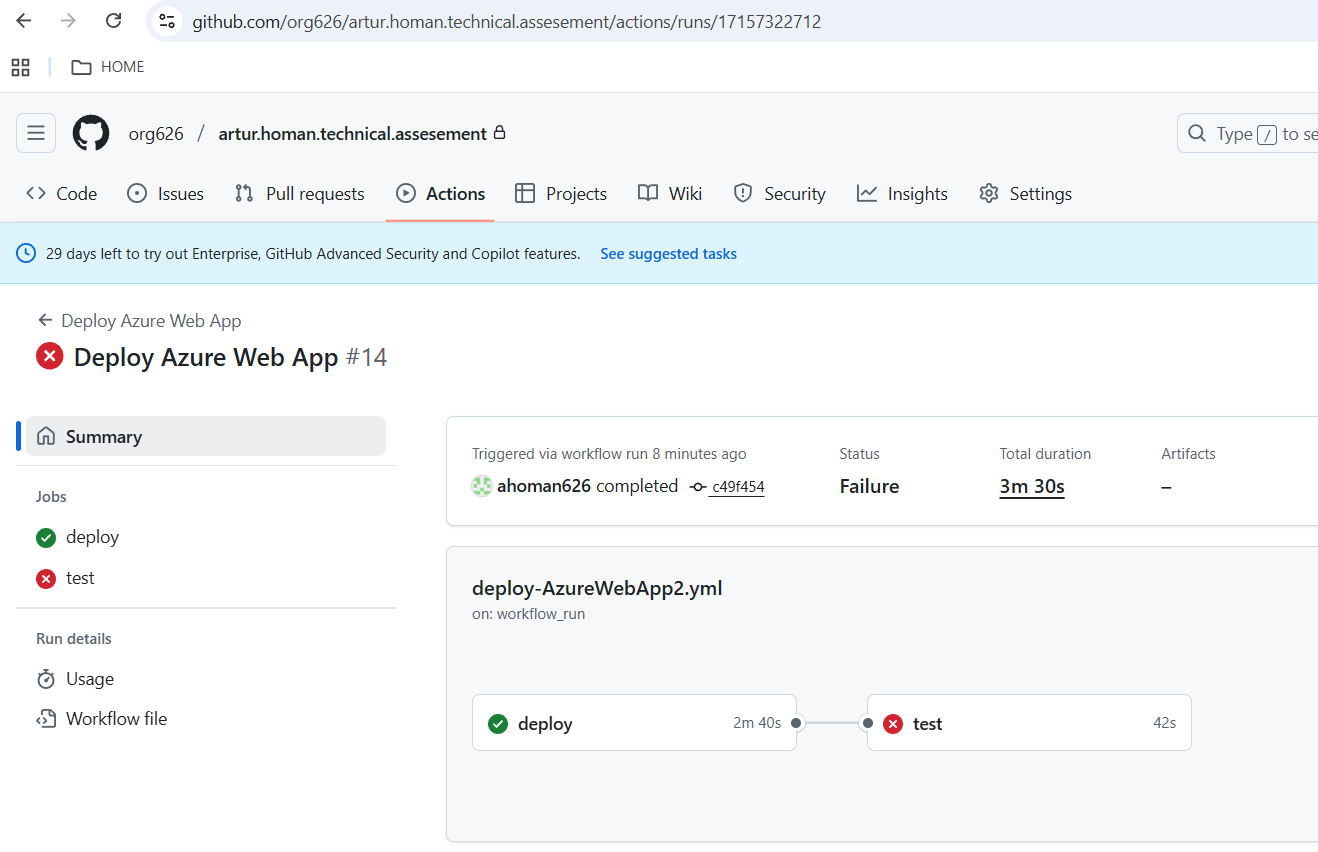 github.com/org626/artur.homan.technical.assesement/actions/runs/17157322712
HOME
org626 / artur.homan.technical.assesement
Type / to se
Code Issues Pull requests Actions Projects Wiki Security Insights Settings
29 days left to try out Enterprise, GitHub Advanced Security and Copilot features. See suggested tasks
Deploy Azure Web App
Deploy Azure Web App #14
Summary
Jobs
deploy
test
Run details
Usage
Workflow file
Triggered via workflow run 8 minutes ago
ahoman626 completed c49f454
Status
Failure
Total duration
3m 30s
Artifacts
–
deploy-AzureWebApp2.yml
on: workflow_run
deploy 2m 40s
test 42s